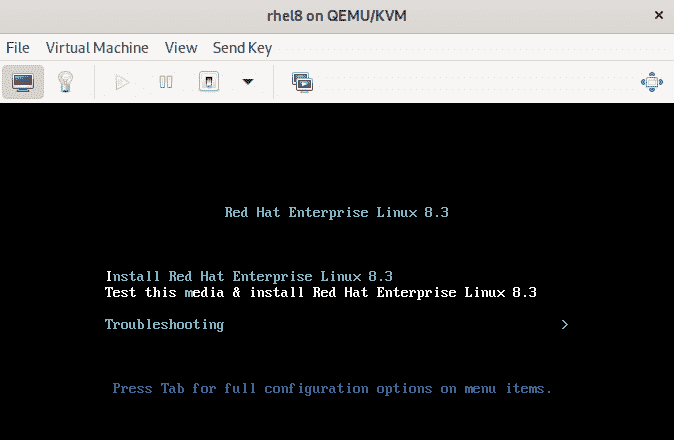 rhel8 on QEMU/KVM
File Virtual Machine View Send Key
Red Hat Enterprise Linux 8.3
Install Red Hat Enterprise Linux 8.3
Test this media & install Red Hat Enterprise Linux 8.3
Troubleshooting >
Press Tab for full configuration options on menu items.